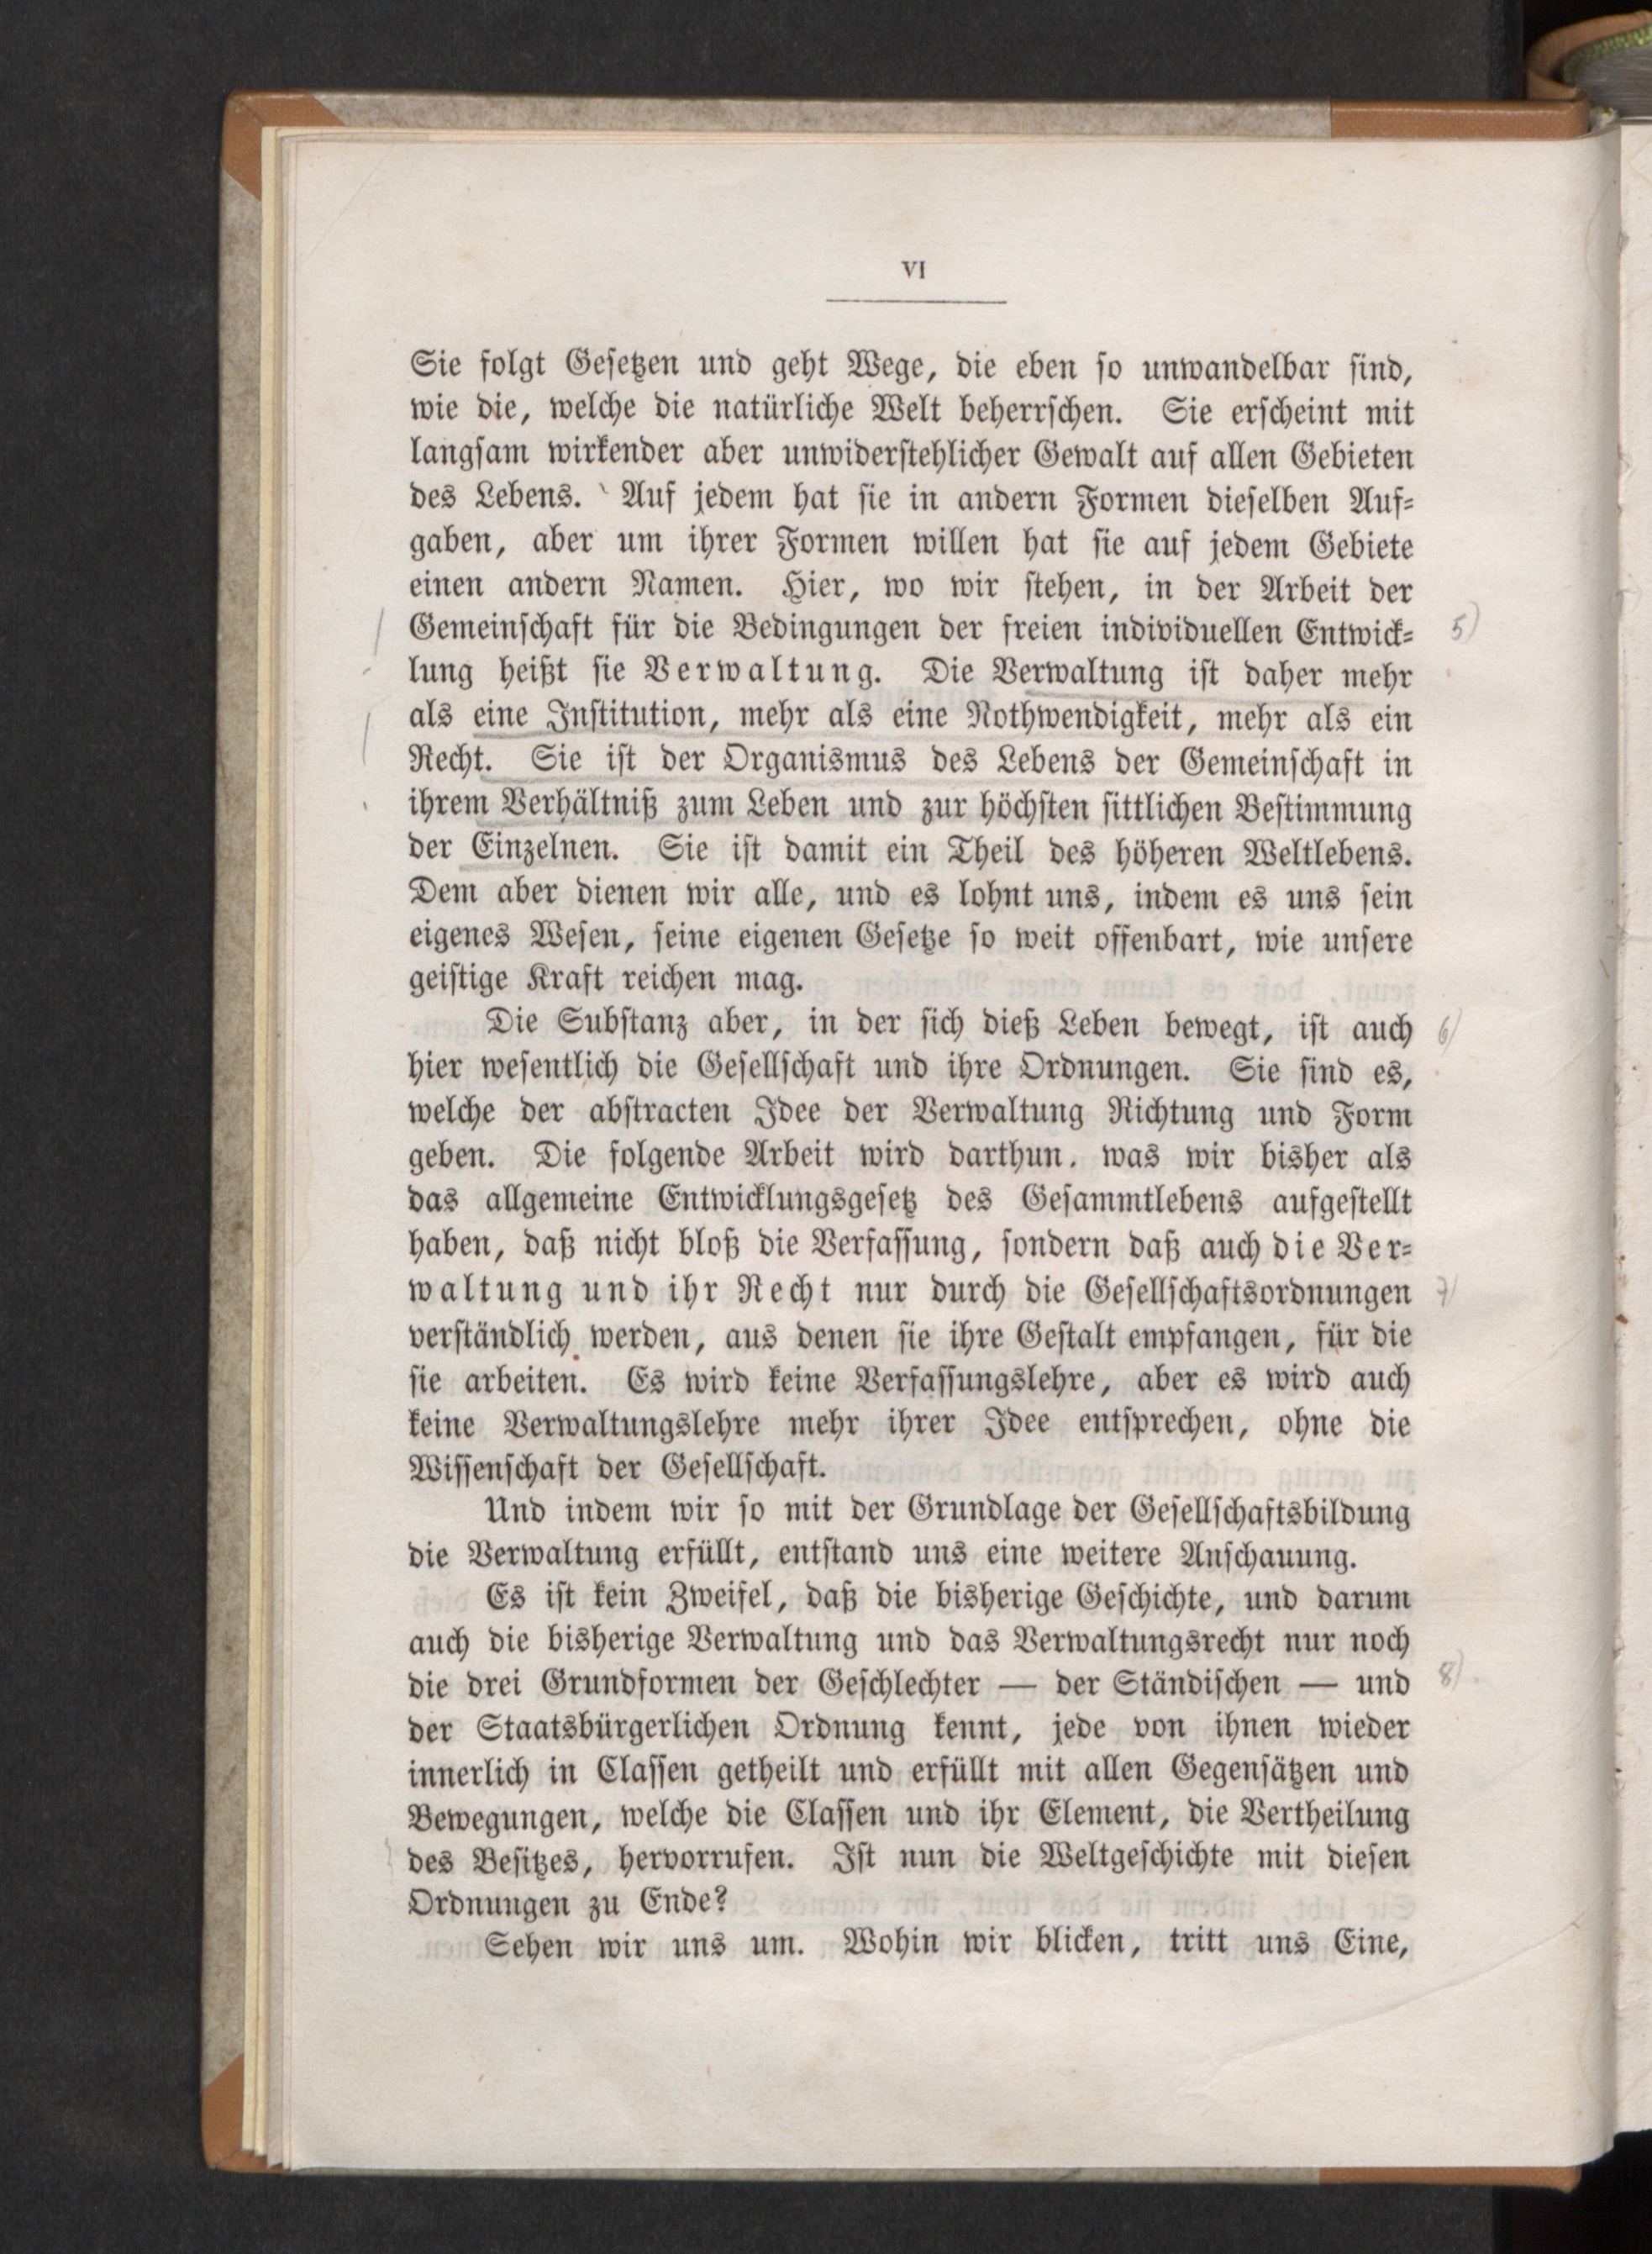 VI
Sie folgt Gesetzen und geht Wege, die eben so unwandelbar sind,
wie die, welche die natürliche Welt beherrschen. Sie erscheint mit
langsam wirkender aber unwiderstehlicher Gewalt auf allen Gebieten
des Lebens. Auf jedem hat sie in andern Formen dieselben Auf-
gaben, aber um ihrer Formen willen hat sie auf jedem Gebiete
einen andern Namen. Hier, wo wir stehen, in der Arbeit der
Gemeinschaft für die Bedingungen der freien individuellen Entwick- 5)
lung heißt sie Verwaltung. Die Verwaltung ist daher mehr
als eine Institution, mehr als eine Nothwendigkeit, mehr als ein
Recht. Sie ist der Organismus des Lebens der Gemeinschaft in
ihrem Verhältniß zum Leben und zur höchsten sittlichen Bestimmung
der Einzelnen. Sie ist damit ein Theil des höheren Weltlebens.
Dem aber dienen wir alle, und es lohnt uns, indem es uns sein
eigenes Wesen, seine eigenen Gesetze so weit offenbart, wie unsere
geistige Kraft reichen mag.
Die Substanz aber, in der sich dieß Leben bewegt, ist auch 6)
hier wesentlich die Gesellschaft und ihre Ordnungen. Sie sind es,
welche der abstracten Idee der Verwaltung Richtung und Form
geben. Die folgende Arbeit wird darthun. was wir bisher als
das allgemeine Entwicklungsgesetz des Gesammtlebens aufgestellt
haben, daß nicht bloß die Verfassung, sondern daß auch die Ver-
waltung und ihr Recht nur durch die Gesellschaftsordnungen 7)
verständlich werden, aus denen sie ihre Gestalt empfangen, für die
sie arbeiten. Es wird keine Verfassungslehre, aber es wird auch
keine Verwaltungslehre mehr ihrer Idee entsprechen, ohne die
Wissenschaft der Gesellschaft.
Und indem wir so mit der Grundlage der Gesellschaftsbildung
die Verwaltung erfüllt, entstand uns eine weitere Anschauung.
Es ist kein Zweifel, daß die bisherige Geschichte, und darum
auch die bisherige Verwaltung und das Verwaltungsrecht nur noch
die drei Grundformen der Geschlechter — der Ständischen — und 8)
der Staatsbürgerlichen Ordnung kennt, jede von ihnen wieder
innerlich in Classen getheilt und erfüllt mit allen Gegensätzen und
Bewegungen, welche die Classen und ihr Element, die Vertheilung
des Besitzes, hervorrufen. Ist nun die Weltgeschichte mit diesen
Ordnungen zu Ende?
Sehen wir uns um. Wohin wir blicken, tritt uns Eine,